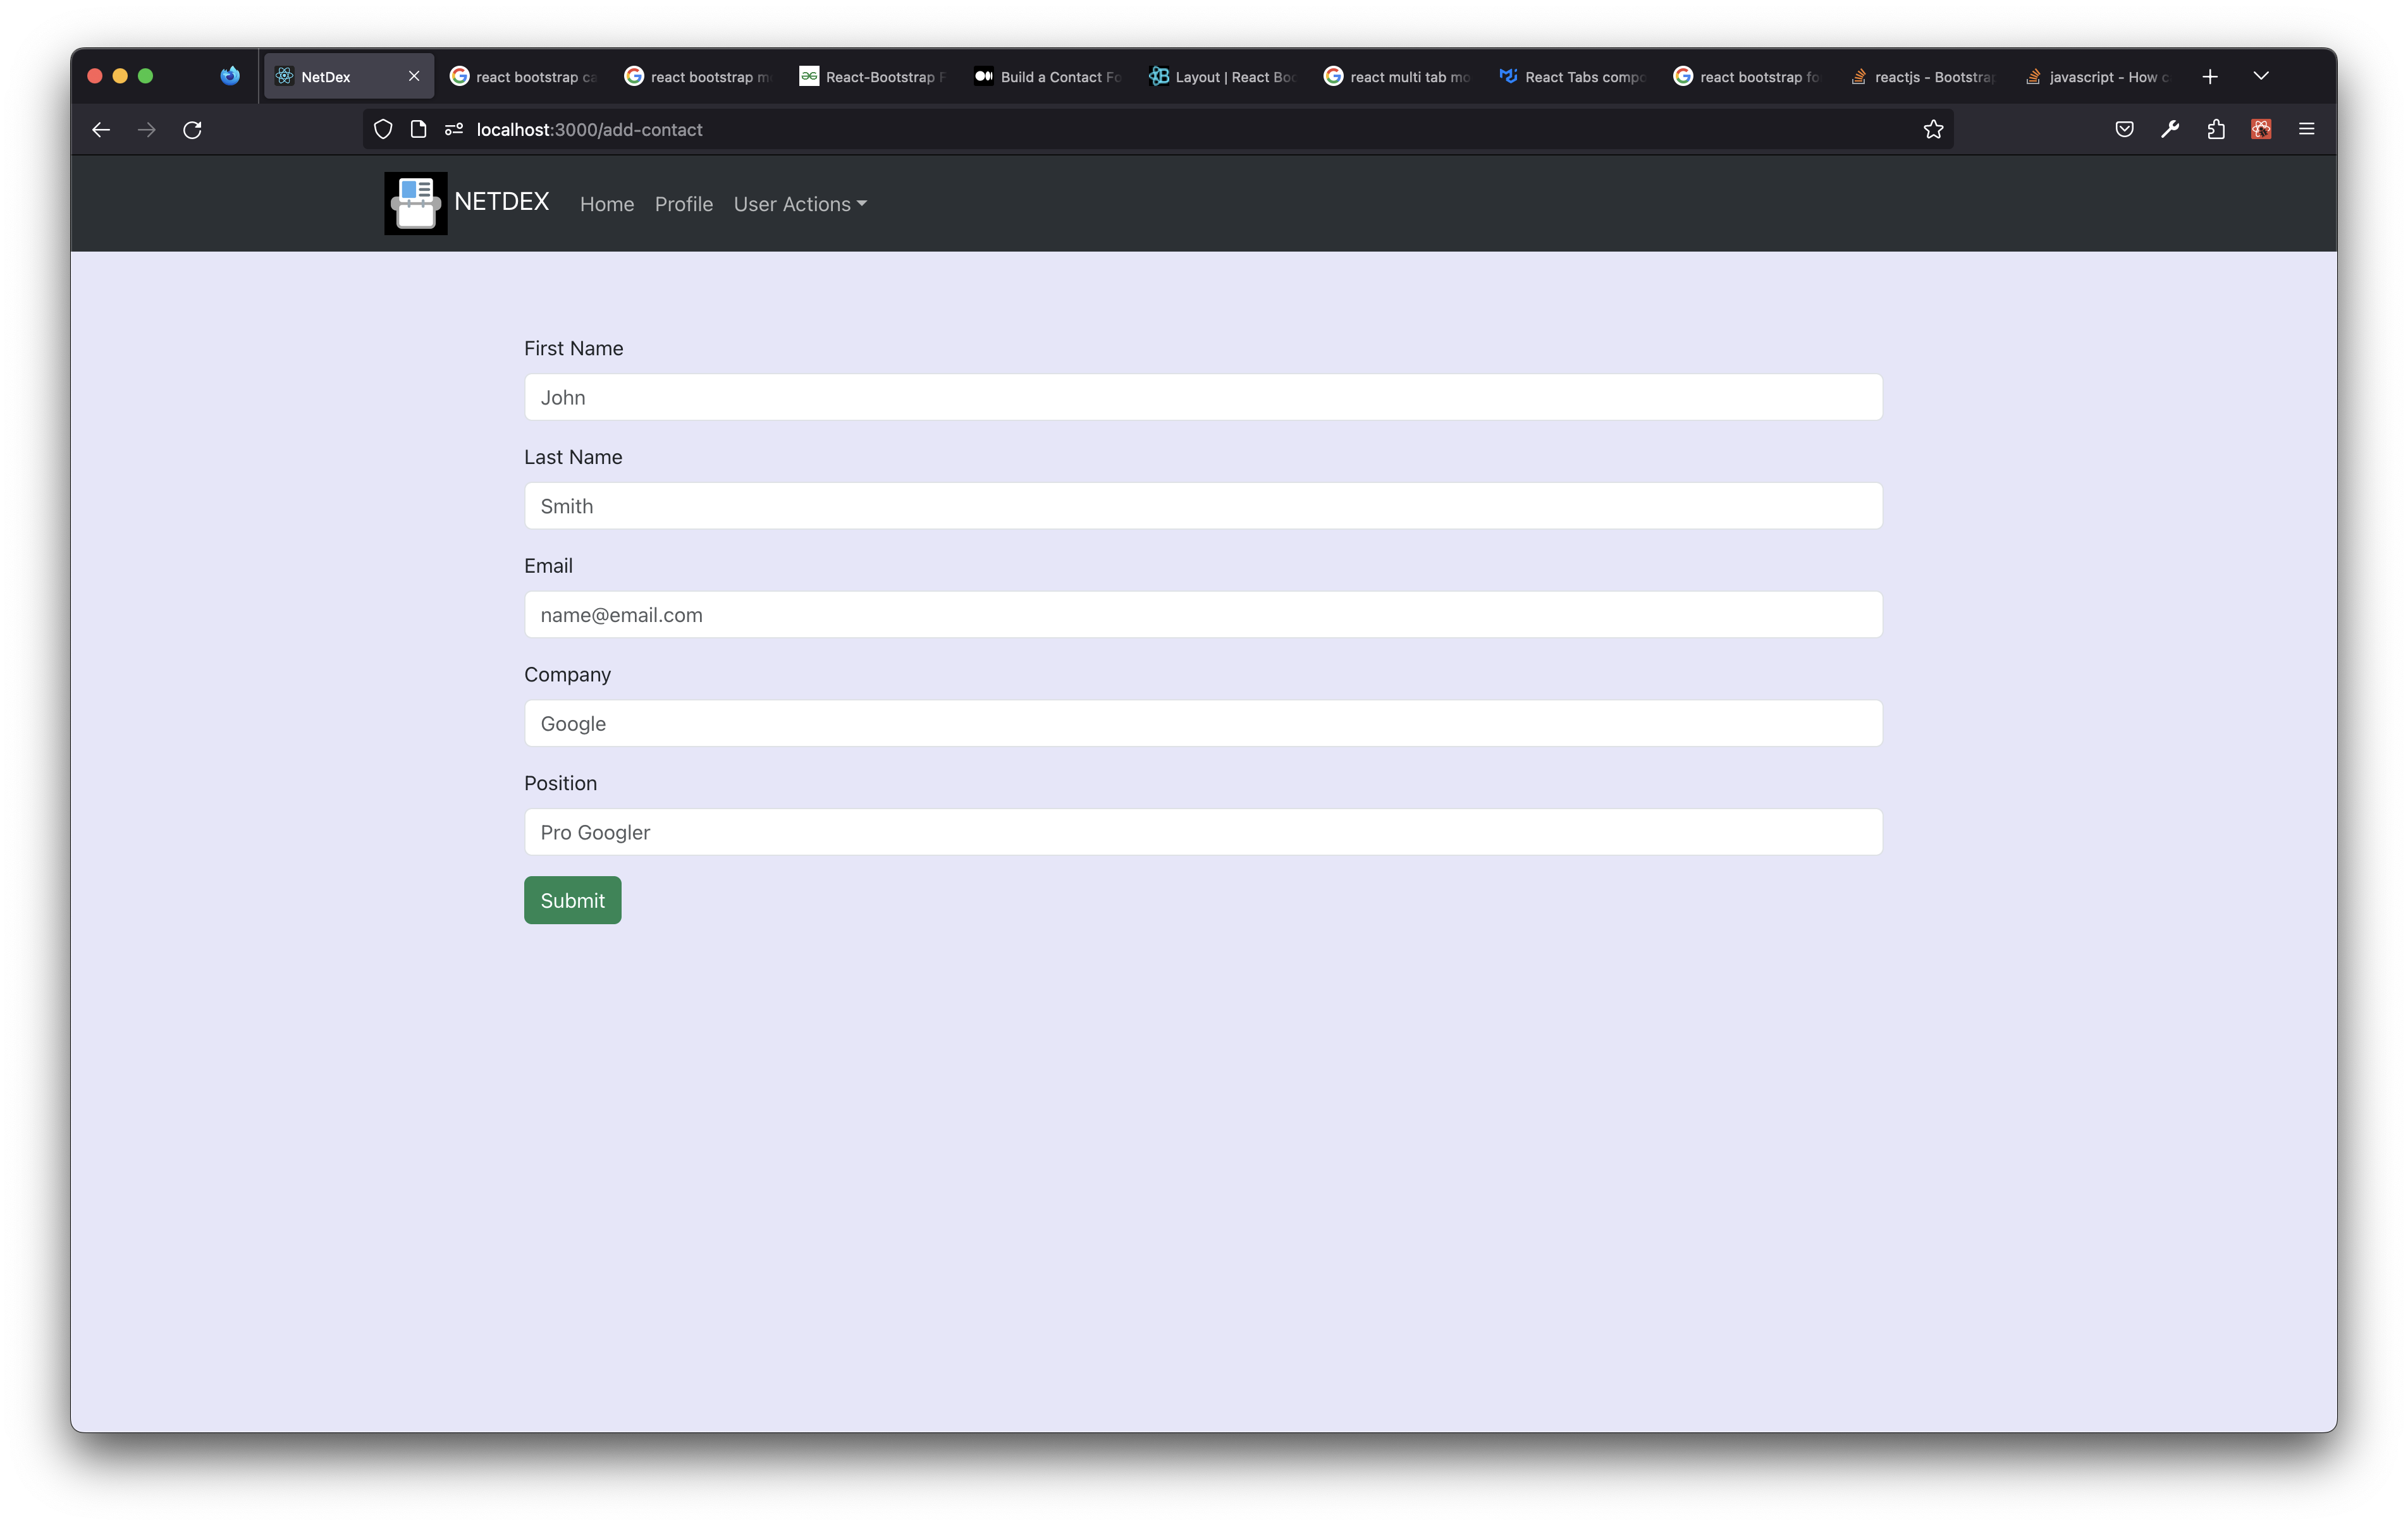 NetDex
react bootstrap ca
react bootstrap m
React-Bootstrap F
Build a Contact Fo
Layout | React Boo
react multi tab mo
React Tabs compo
react bootstrap fo
reactjs - Bootstrap
javascript - How c
localhost:3000/add-contact
NETDEX
Home
Profile
User Actions
First Name
John
Last Name
Smith
Email
name@email.com
Company
Google
Position
Pro Googler
Submit